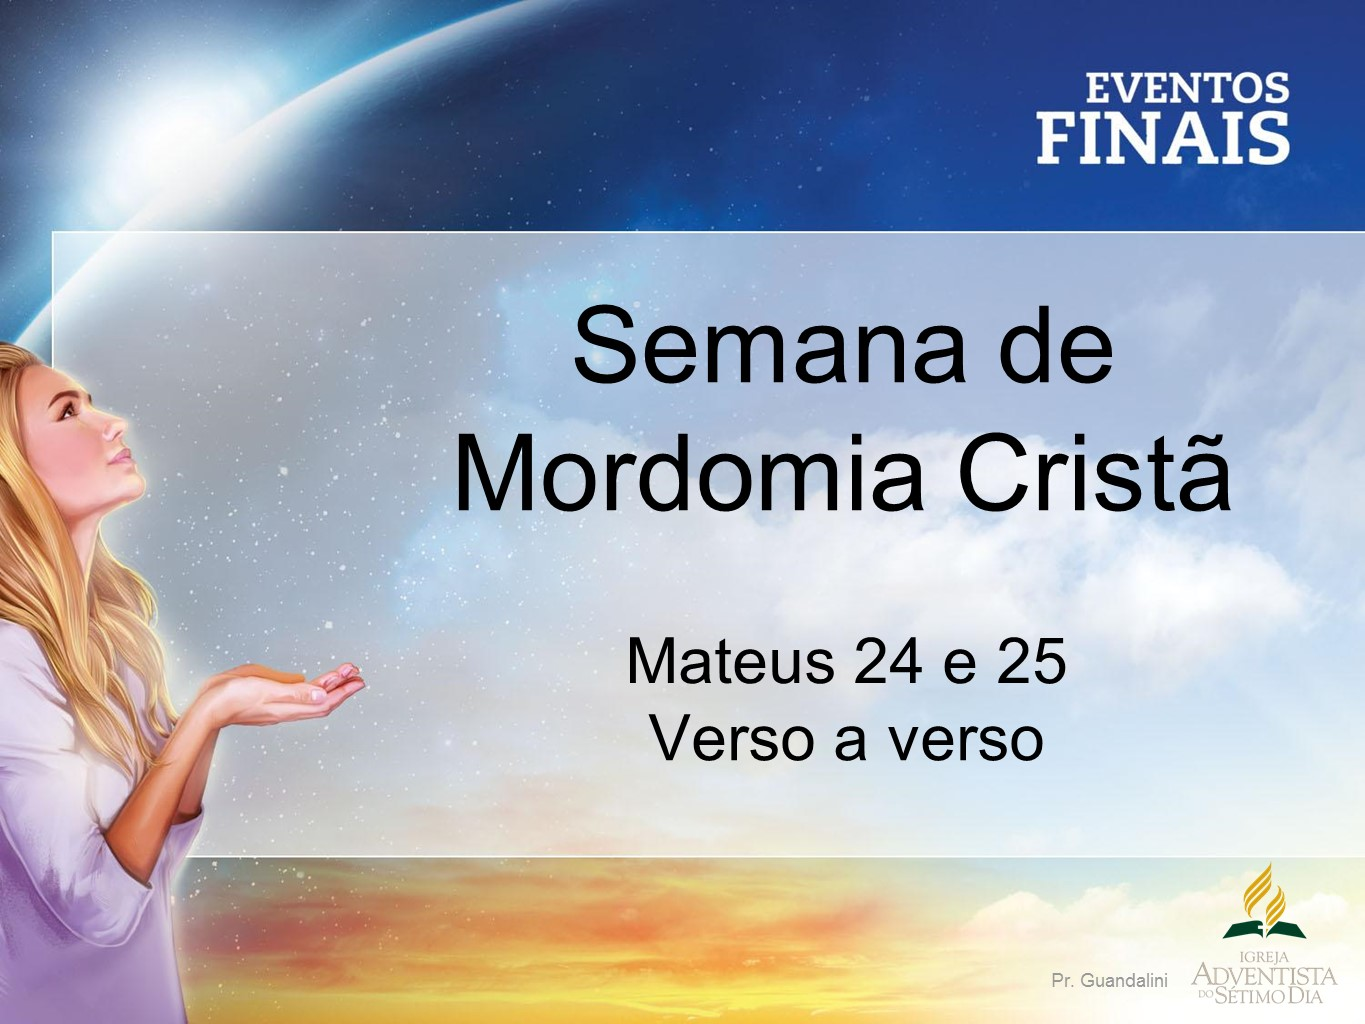 EVENTOS
FINAIS
Semana de
Mordomia Cristã
Mateus 24 e 25
Verso a verso
Pr. Guandalini
IGREJA
ADVENTISTA
DO SÉTIMO DIA